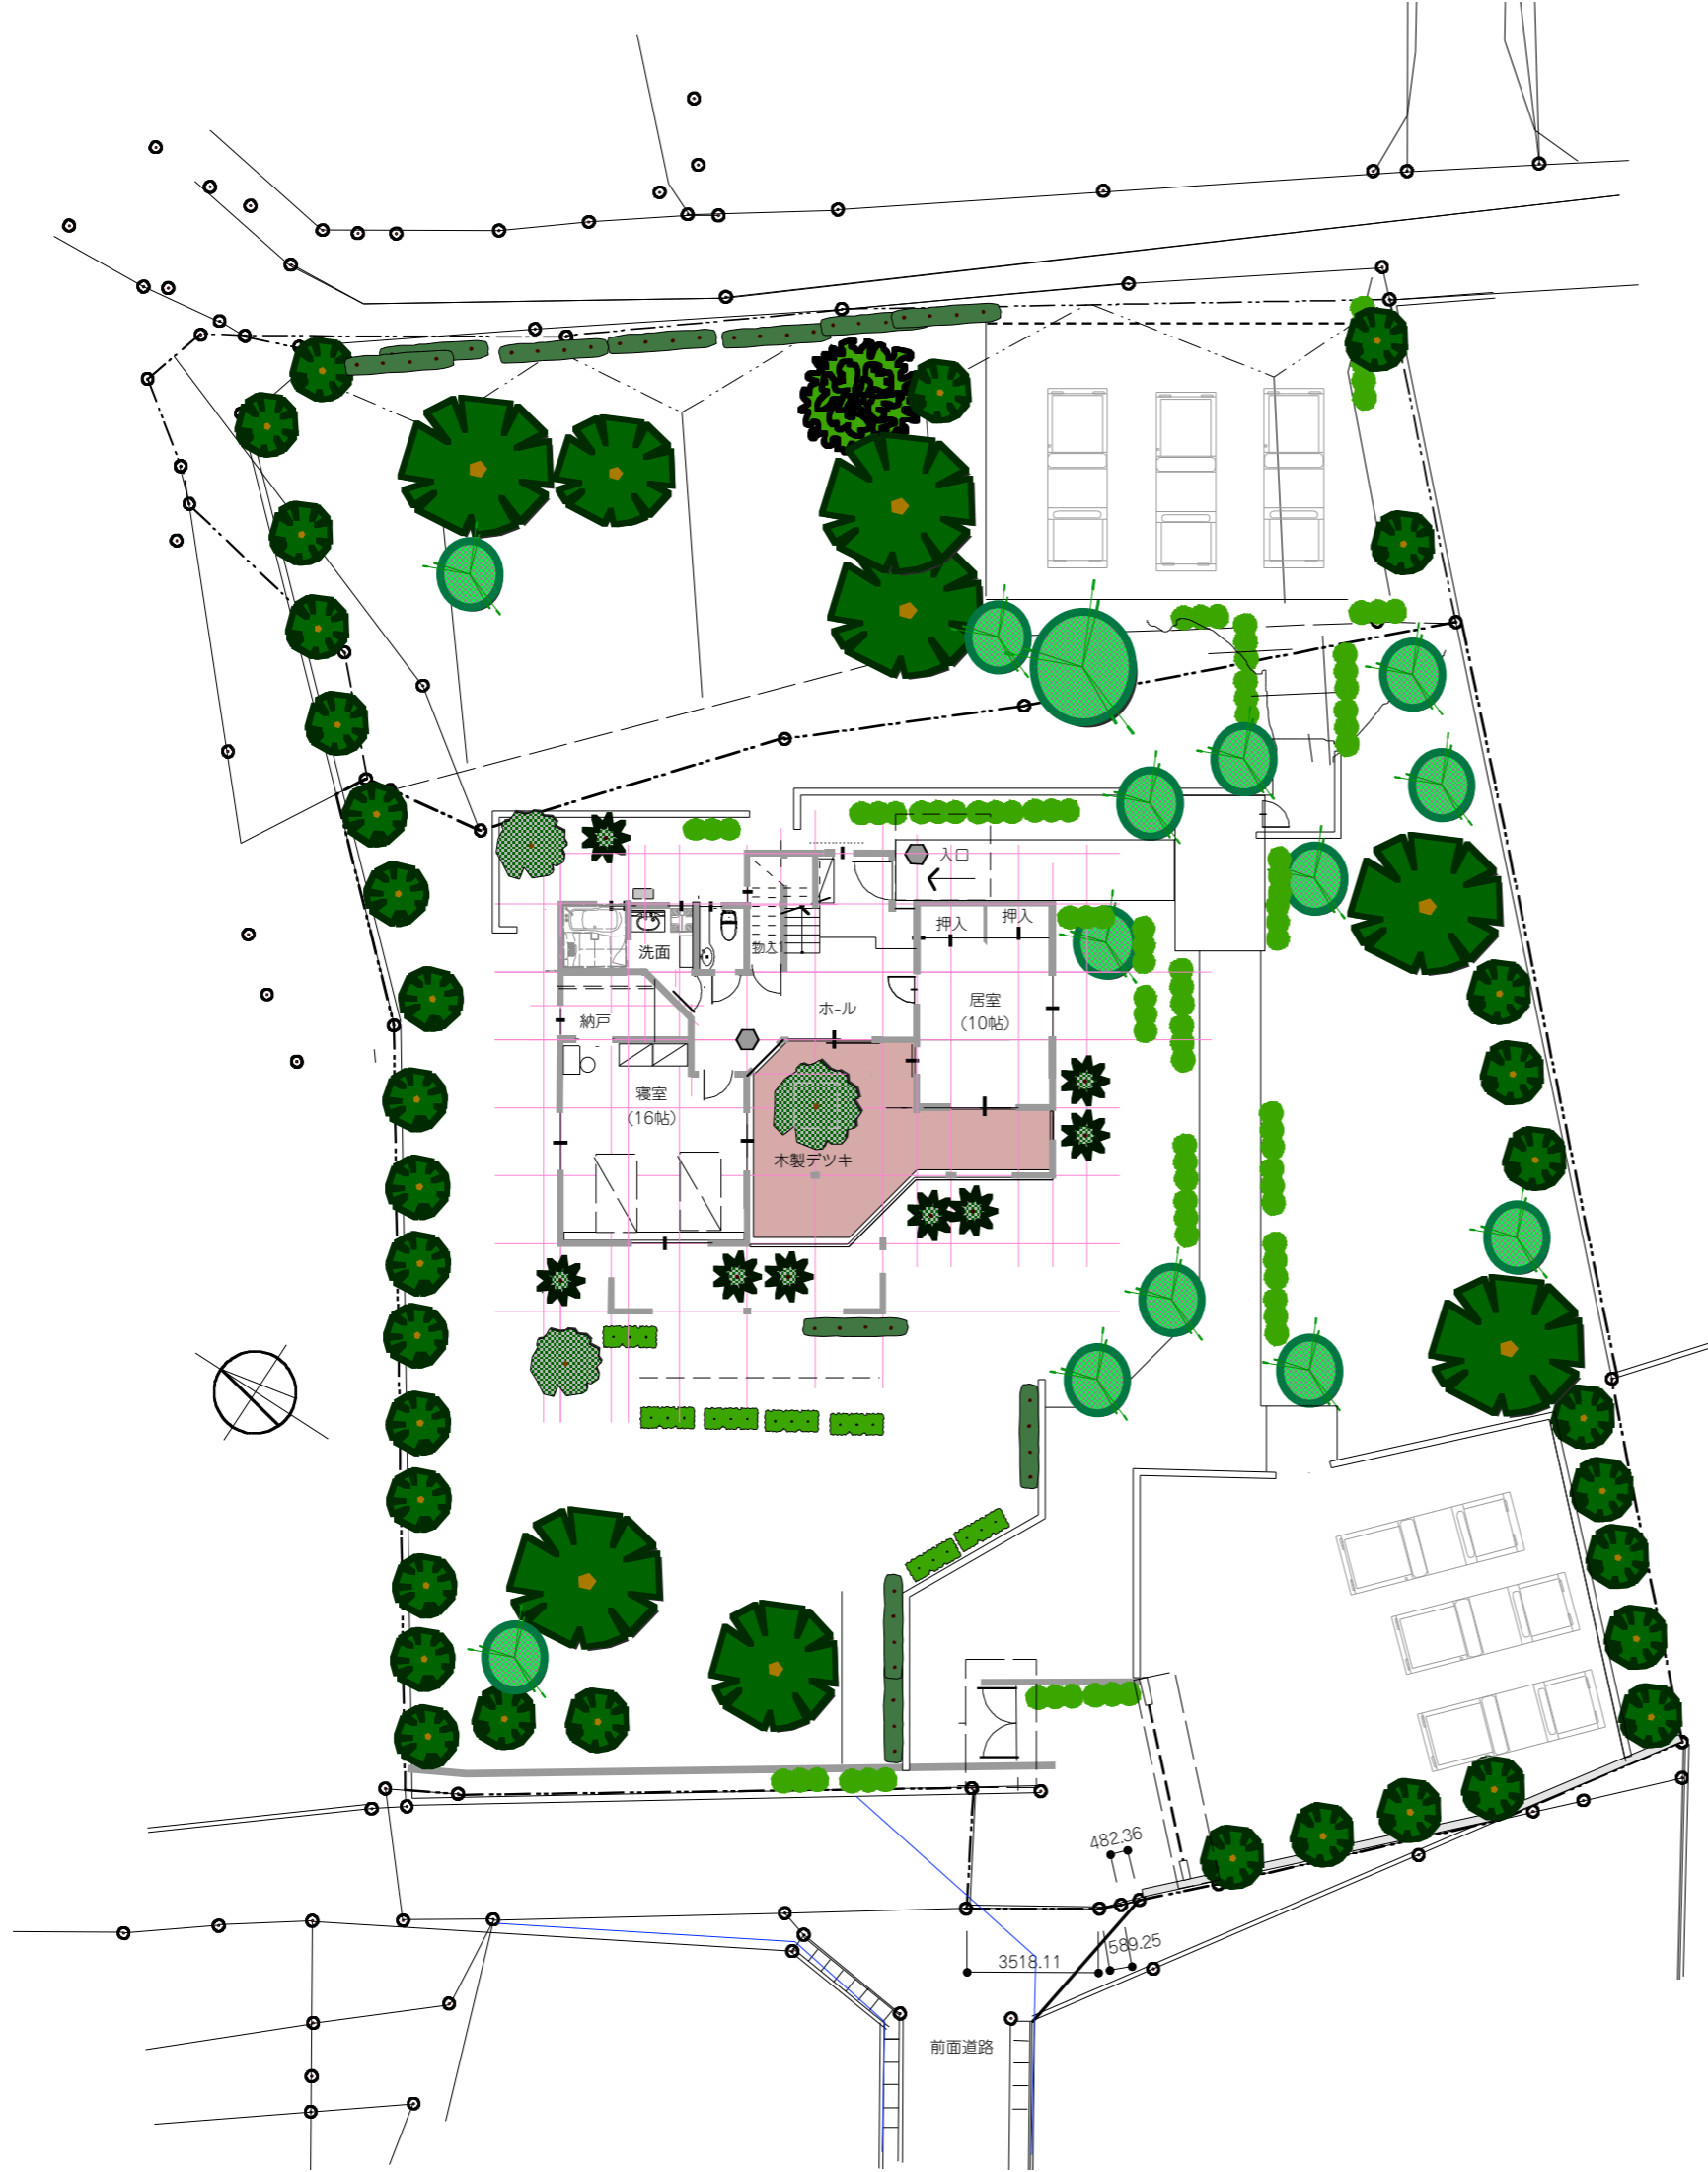 入口
押入
押入
洗面
物入1
ホール
居室
(10帖)
納戸
寝室
(16帖)
木製デツキ
482.36
589.25
3518.11
前面道路